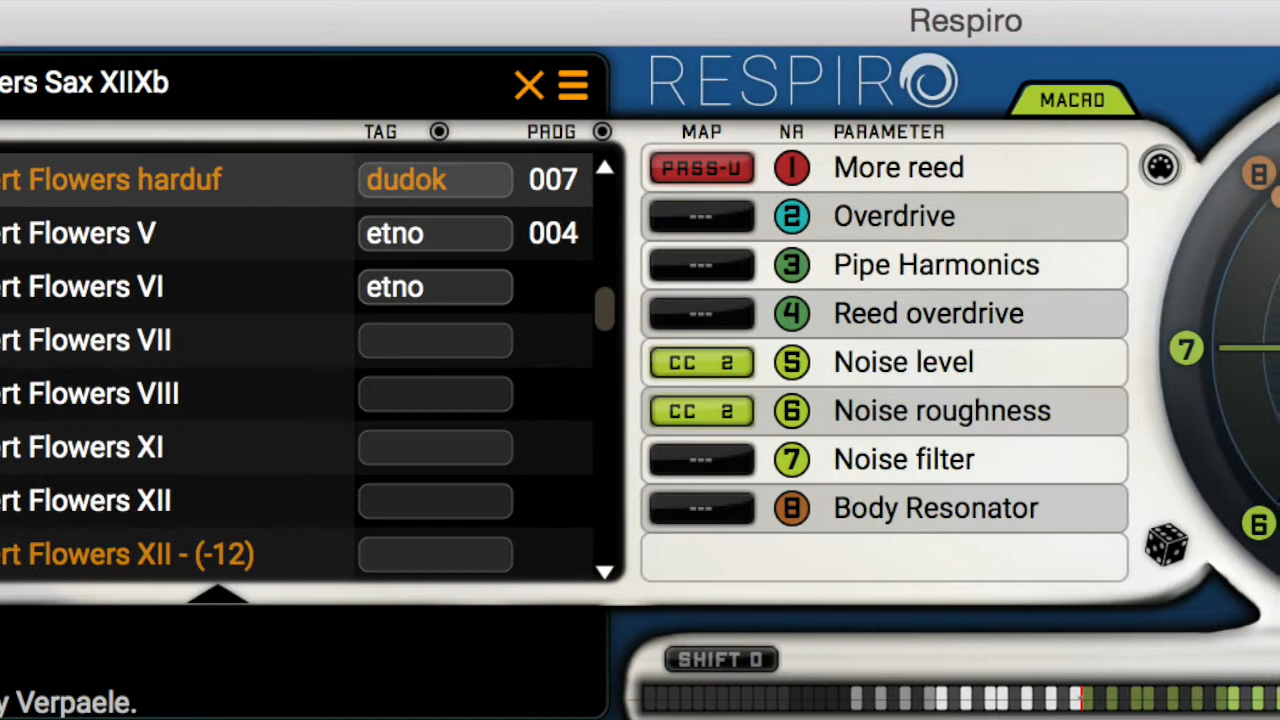 Respiro
ers Sax XIIXb
RESPIRO
MACRO
TAG PROG
MAP NR PARAMETER
rt Flowers harduf dudok 007
rt Flowers V etno 004
rt Flowers VI etno
rt Flowers VII
rt Flowers VIII
rt Flowers XI
rt Flowers XII
rt Flowers XII - (-12)
PASS-U 1 More reed
--- 2 Overdrive
--- 3 Pipe Harmonics
--- 4 Reed overdrive
CC 2 5 Noise level
CC 2 6 Noise roughness
--- 7 Noise filter
--- 8 Body Resonator
8
7
6
SHIFT 0
y Verpaele.